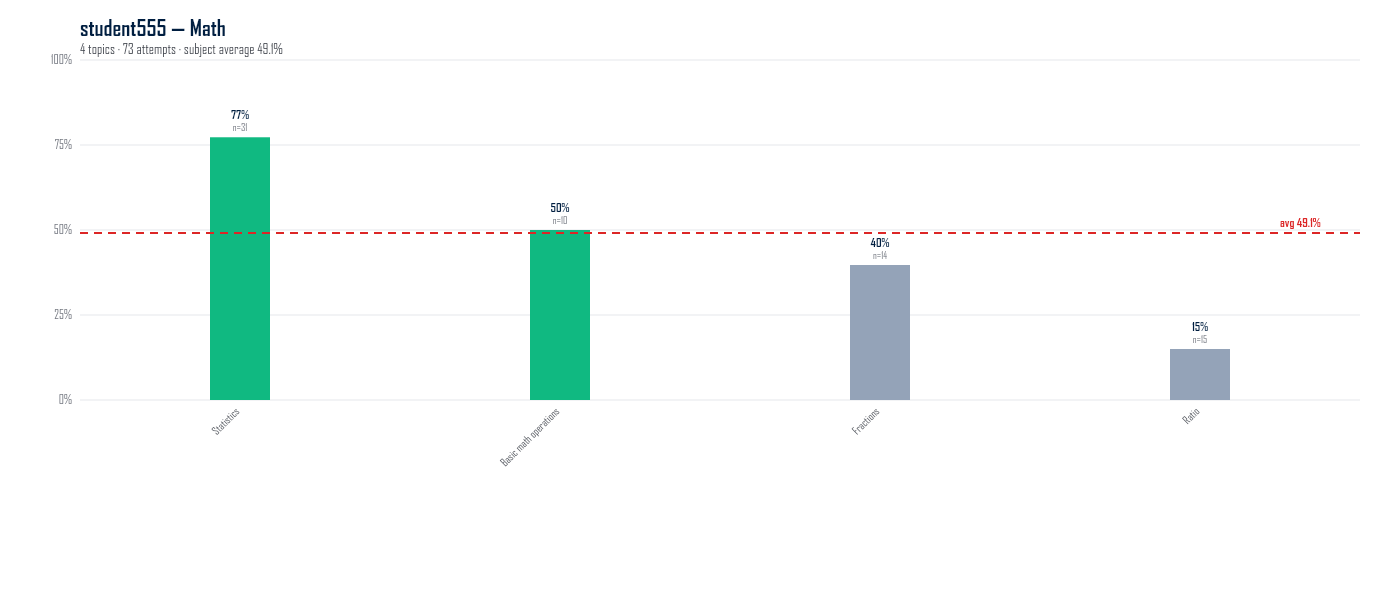 student555 — Math
4 topics · 73 attempts · subject average 49.1%
100%
75%
50%
25%
0%
77%
n=31
50%
n=10
40%
n=14
15%
n=15
avg 49.1%
Statistics
Basic math operations
Fractions
Ratio